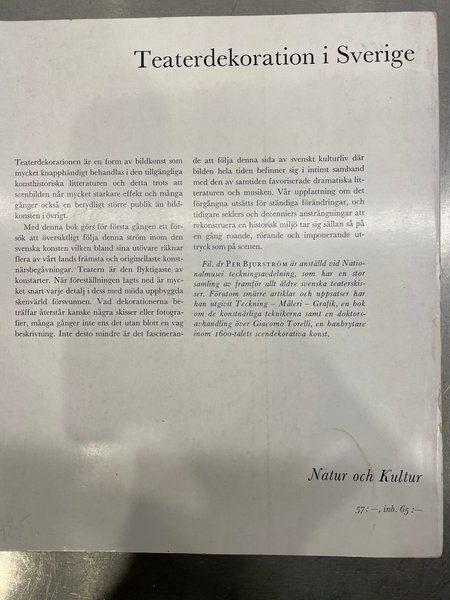 Teaterdekoration i Sverige
Teaterdekorationen är en form av bildkonst som
mycket knapphändigt behandlas i den tillgängliga
konsthistoriska litteraturen och detta trots att
scenbilden når mycket starkare effekt och många
gånger också en betydligt större publik än bild-
konsten i övrigt.
Med denna bok görs för första gången ett för-
sök att översiktligt följa denna ström inom den
svenska konsten vilken bland sina utövare räknar
flera av vårt lands främsta och originellaste konst-
närsbegåvningar. Teatern är den flyktigaste av
konstarter. När föreställningen lagts ned är myc-
ket snart varje detalj i dess med möda uppbyggda
skenvärld försvunnen. Vad dekorationerna be-
träffar återstår kanske några skisser eller fotogra-
fier, många gånger inte ens det utan blott en vag
beskrivning. Inte desto mindre är det fascineran-
de att följa denna sida av svenskt kulturliv där
bilden hela tiden befinner sig i intimt samband
med den av samtiden favoriserade dramatiska lit-
teraturen och musiken. Vår uppfattning om det
förgångna utsätts för ständiga förändringar, och
tidigare seklers och decenniers ansträngningar att
rekonstruera en historisk miljö tar sig sällan så på
en gång roande, rörande och imponerande ut-
tryck som på scenen.
Fil. dr PER BJURSTRÖM är anställd vid Natio-
nalmusei teckningsavdelning, som har en stor
samling av framför allt äldre svenska teaterskis-
ser. Förutom smärre artiklar och uppsatser har
han utgivit Teckning – Måleri – Grafik, en bok
om de konstnärliga teknikerna samt en doktors-
avhandling över Giacomo Torelli, en banbrytare
inom 1600-talets scendekorativa konst.
Natur och Kultur
57:–, inb. 65:–